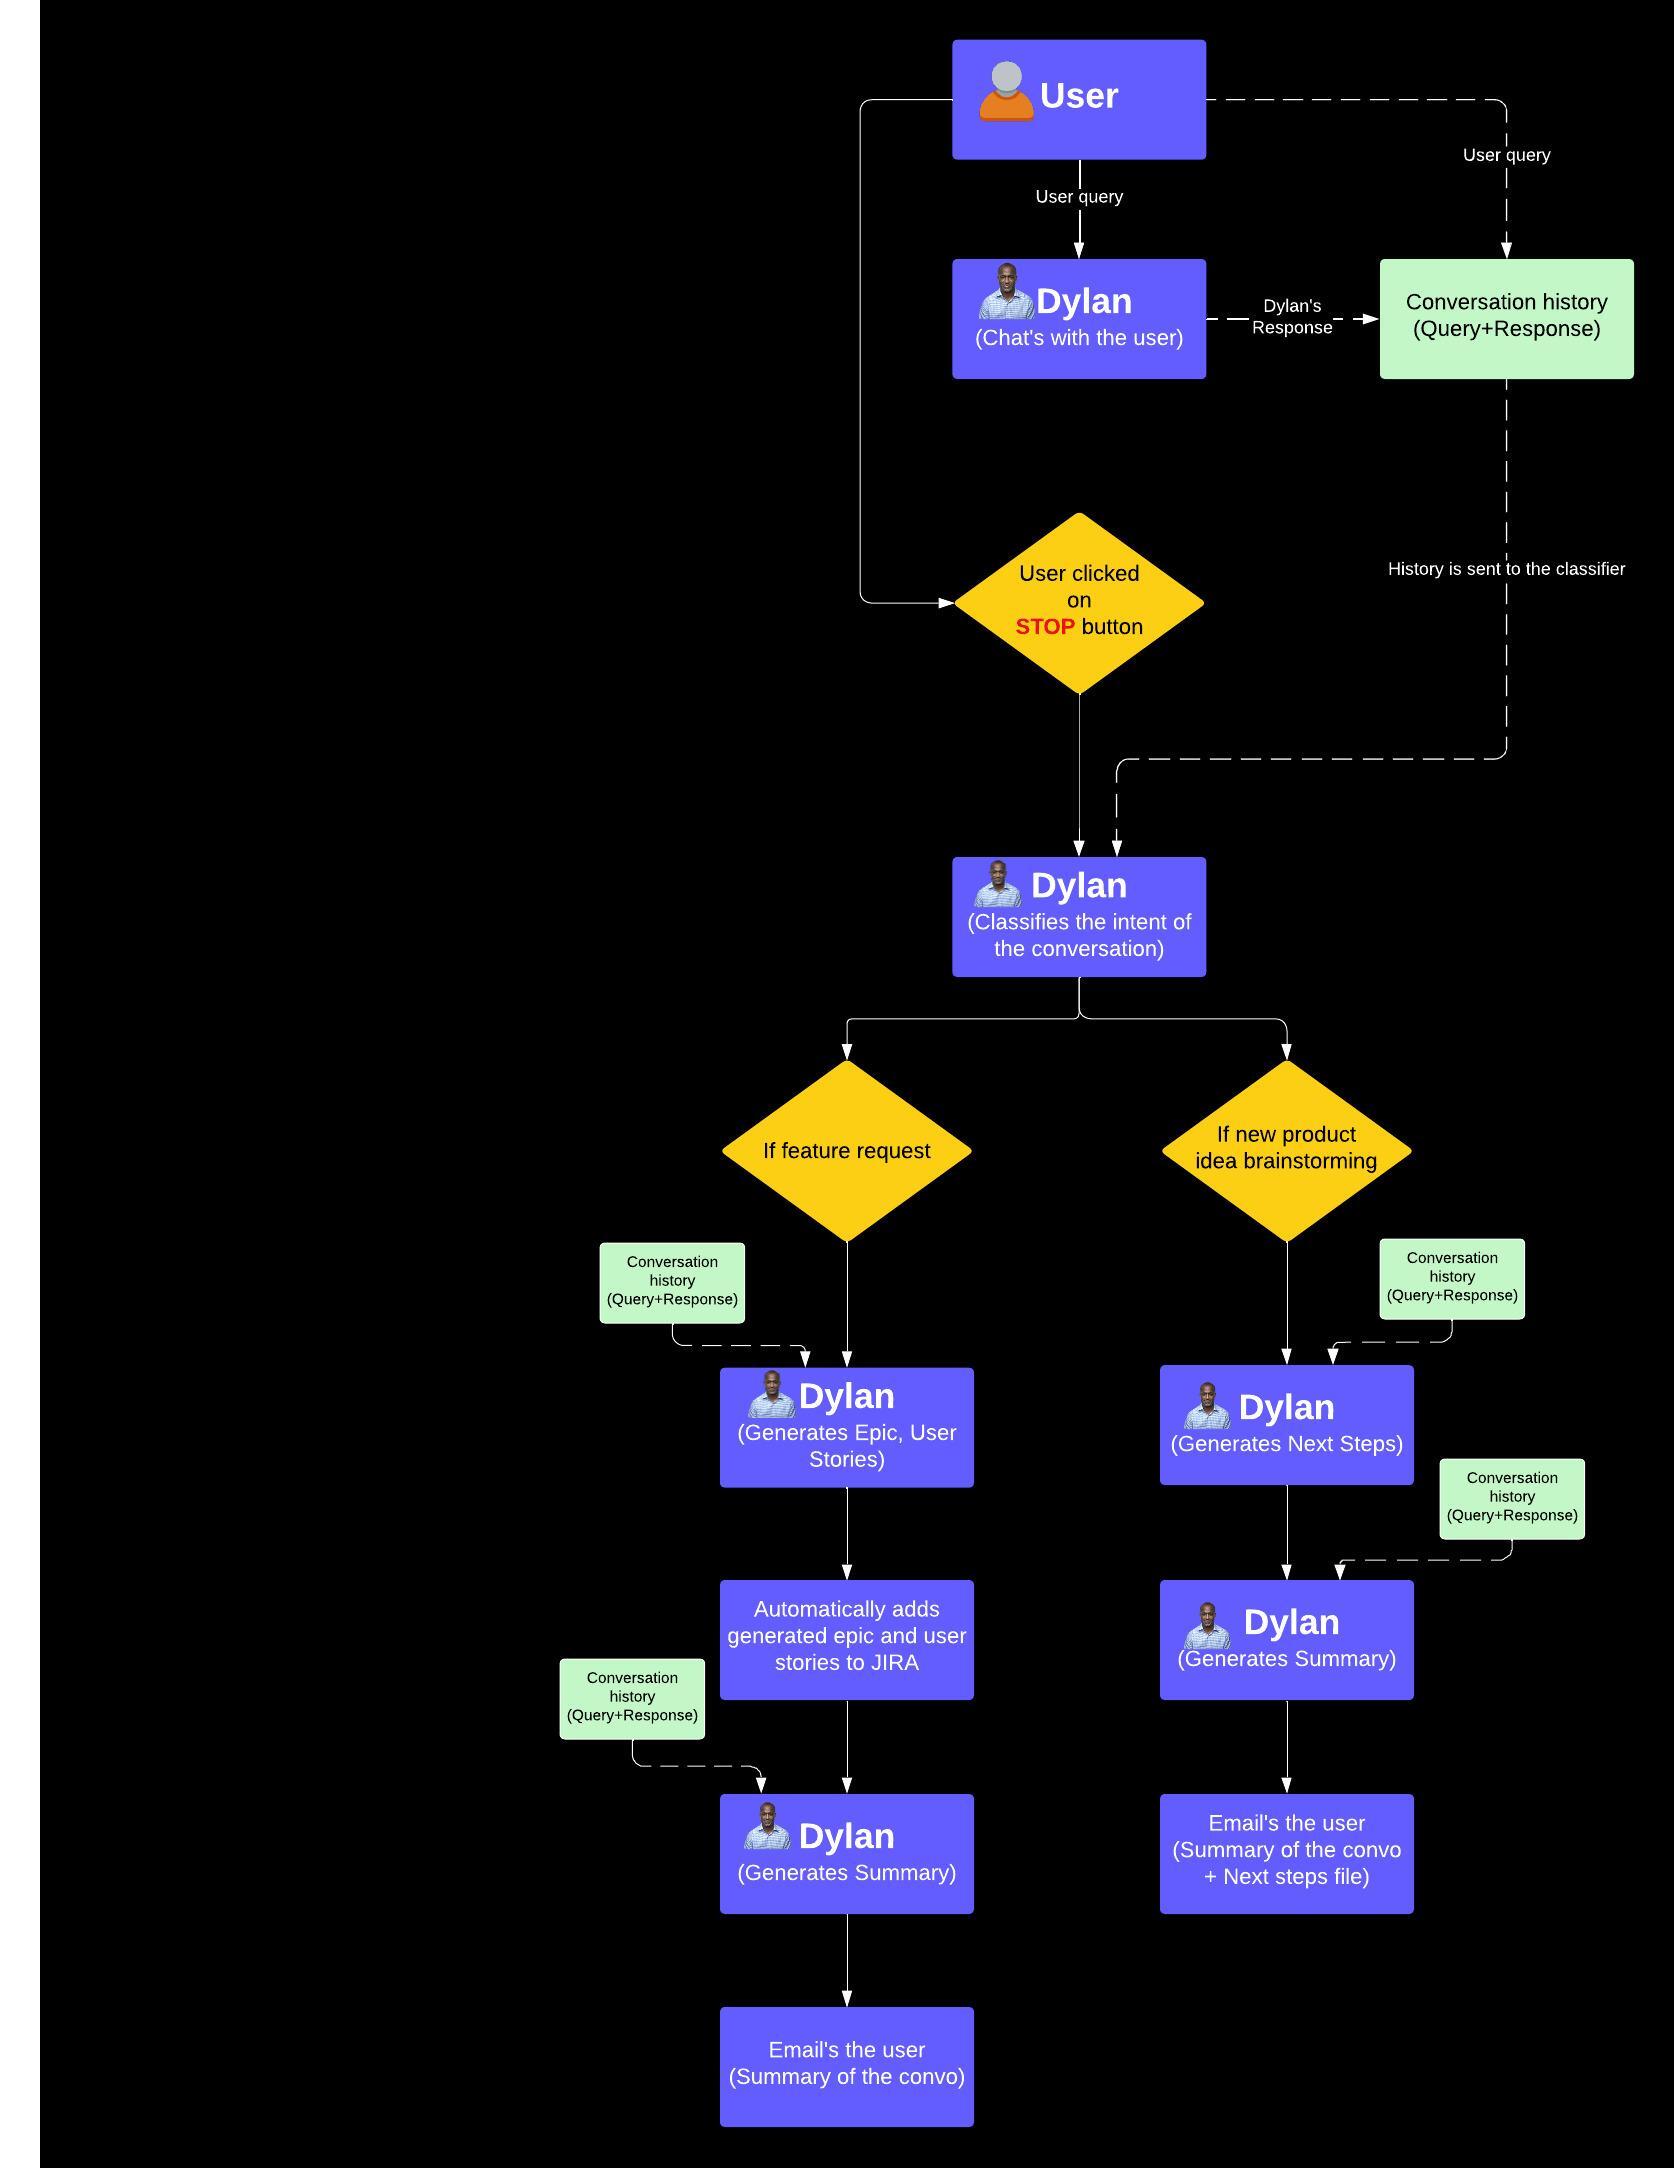 User
User query
User query
Dylan
(Chat's with the user)
Dylan's
Response
Conversation history
(Query+Response)
User clicked
on
STOP button
History is sent to the classifier
Dylan
(Classifies the intent of
the conversation)
If feature request
If new product
idea brainstorming
Conversation
history
(Query+Response)
Conversation
history
(Query+Response)
Dylan
(Generates Epic, User
Stories)
Dylan
(Generates Next Steps)
Conversation
history
(Query+Response)
Automatically adds
generated epic and user
stories to JIRA
Dylan
(Generates Summary)
Conversation
history
(Query+Response)
Dylan
(Generates Summary)
Email's the user
(Summary of the convo
+ Next steps file)
Email's the user
(Summary of the convo)